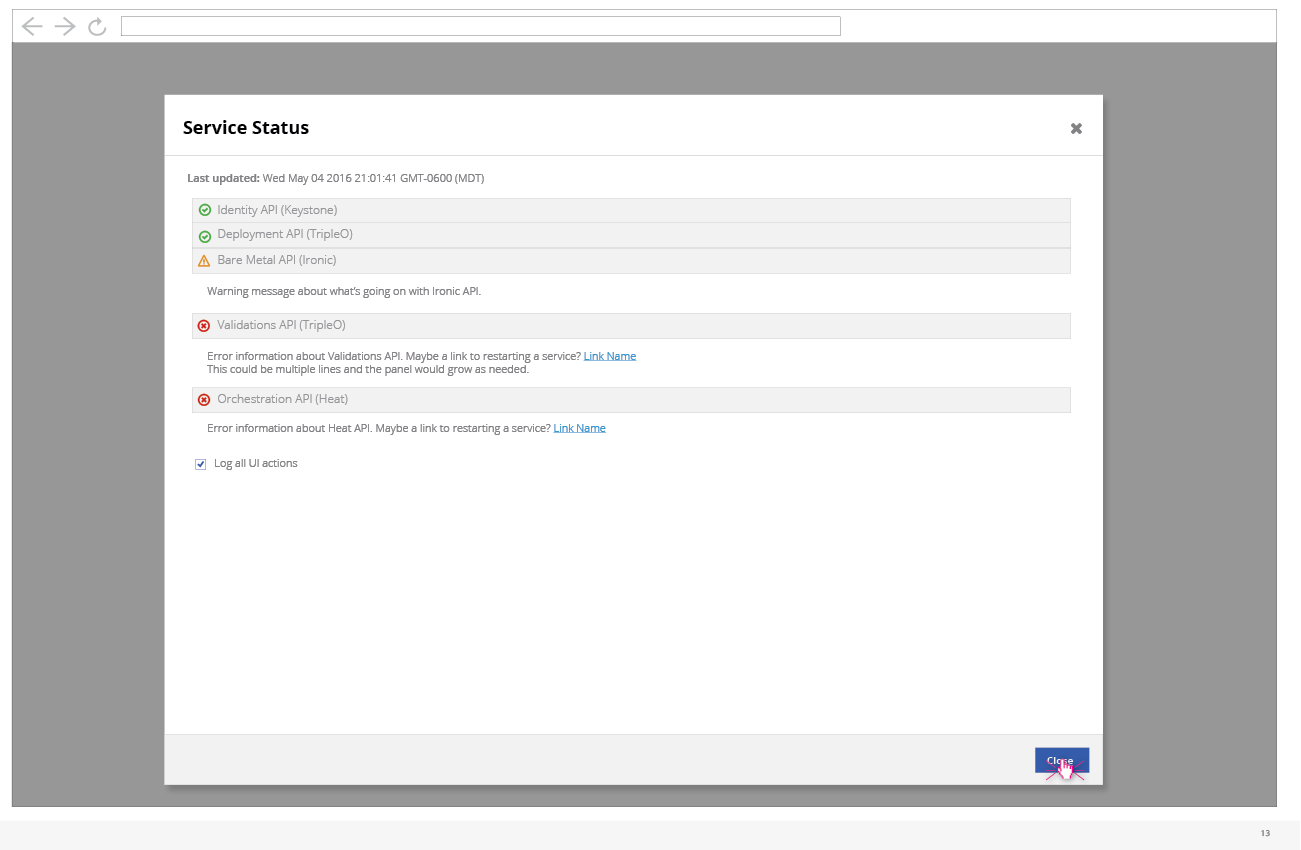 Service Status
Last updated: Wed May 04 2016 21:01:41 GMT-0600 (MDT)
Identity API (Keystone)
Deployment API (TripleO)
Bare Metal API (Ironic)
Warning message about what's going on with Ironic API.
Validations API (TripleO)
Error information about Validations API. Maybe a link to restarting a service? Link Name
This could be multiple lines and the panel would grow as needed.
Orchestration API (Heat)
Error information about Heat API. Maybe a link to restarting a service? Link Name
Log all UI actions
Close
13